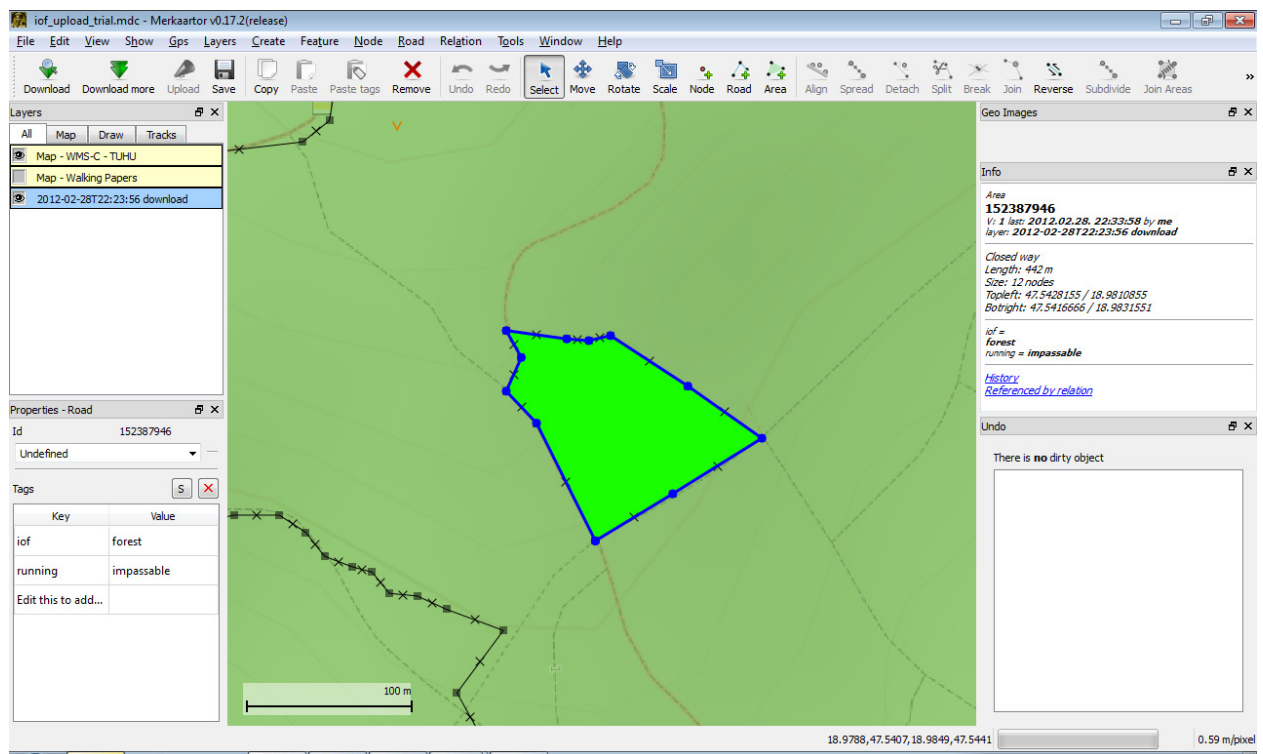 iof_upload_trial.mdc - Merkaartor v0.17.2(release)
File Edit View Show Gps Layers Create Feature Node Road Relation Tools Window Help
Download Download more Upload Save Copy Paste Paste tags Remove Undo Redo Select Move Rotate Scale Node Road Area Align Spread Detach Split Break Join Reverse Subdivide Join Areas »
Layers
All Map Draw Tracks
Map - WMS-C - TUHU
Map - Walking Papers
2012-02-28T22:23:56 download
Properties - Road
Id 152387946
Undefined
Tags S
Key Value
iof forest
running impassable
Edit this to add...
100 m
Geo Images
Info
Area
152387946
V: 1 last: 2012.02.28. 22:33:58 by me
layer: 2012-02-28T22:23:56 download
Closed way
Length: 442 m
Size: 12 nodes
Topleft: 47.5428155 / 18.9810855
Botright: 47.5416666 / 18.9831551
iof =
forest
running = impassable
History
Referenced by relation
Undo
There is no dirty object
18.9788,47.5407,18.9849,47.5441 0.59 m/pixel